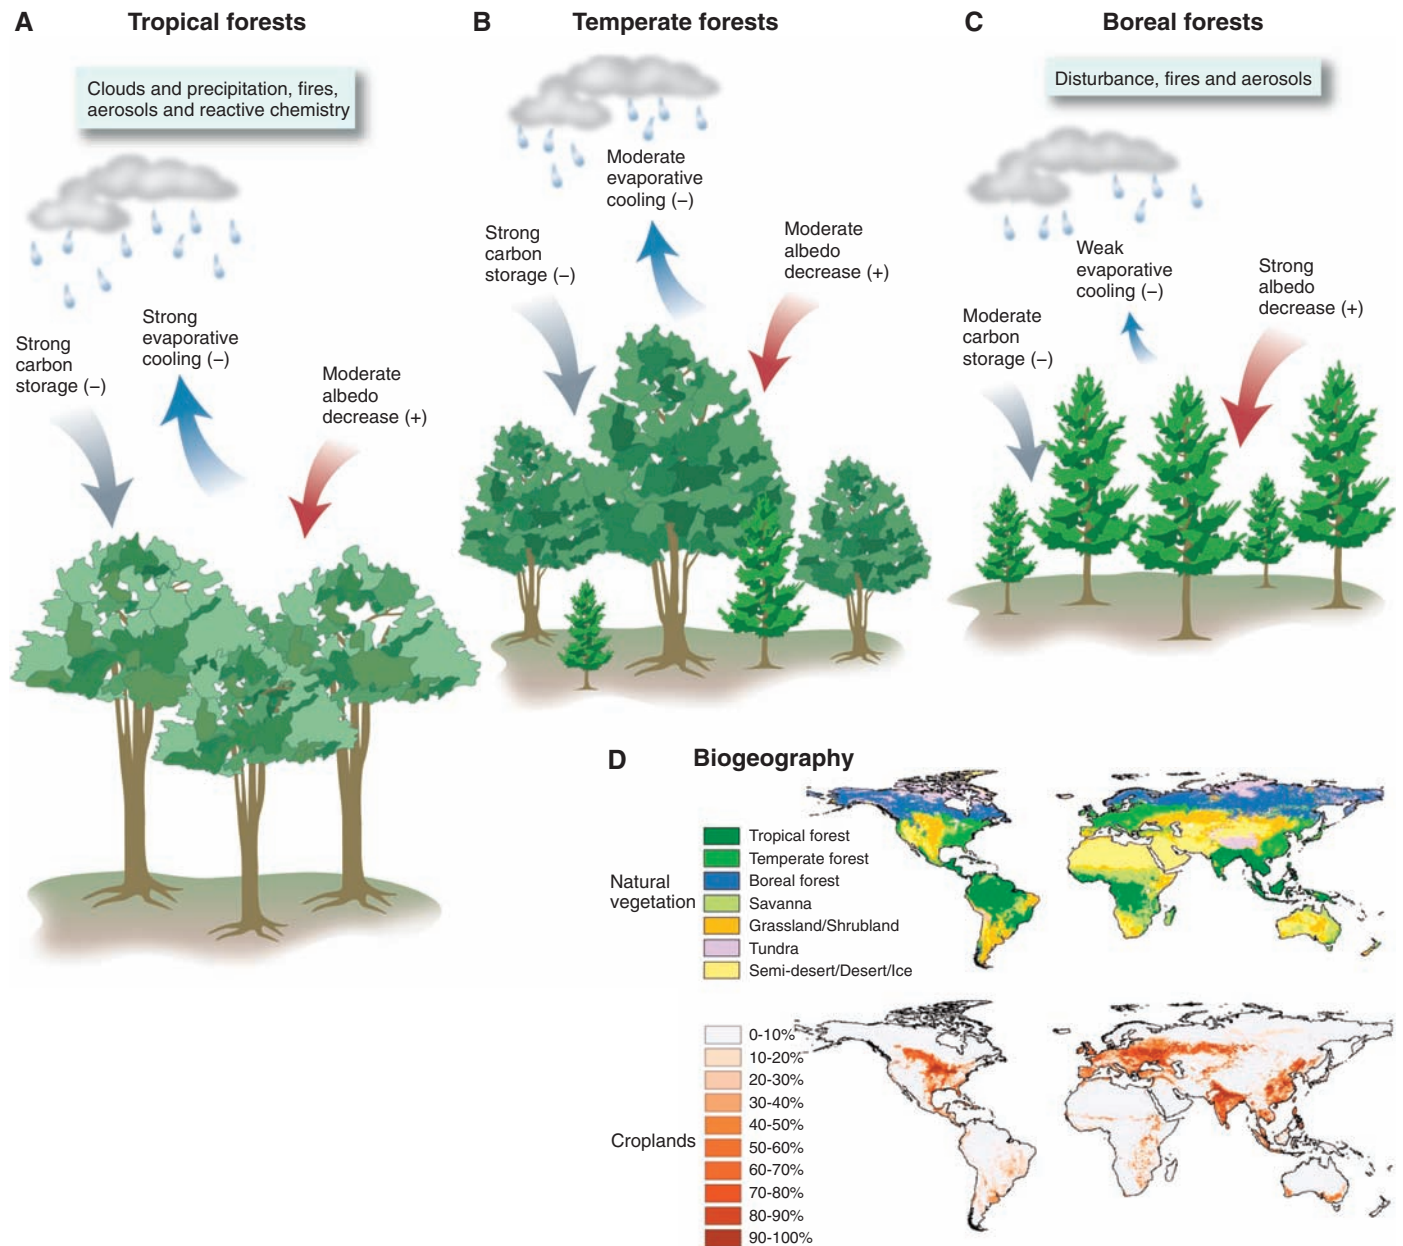 A Tropical forests
Clouds and precipitation, fires,
aerosols and reactive chemistry
Strong
carbon
storage (−)
Strong
evaporative
cooling (−)
Moderate
albedo
decrease (+)
B Temperate forests
Strong
carbon
storage (−)
Moderate
evaporative
cooling (−)
Moderate
albedo
decrease (+)
C Boreal forests
Disturbance, fires and aerosols
Moderate
carbon
storage (−)
Weak
evaporative
cooling (−)
Strong
albedo
decrease (+)
D Biogeography
Natural
vegetation
Tropical forest
Temperate forest
Boreal forest
Savanna
Grassland/Shrubland
Tundra
Semi-desert/Desert/Ice
Croplands
0-10%
10-20%
20-30%
30-40%
40-50%
50-60%
60-70%
70-80%
80-90%
90-100%